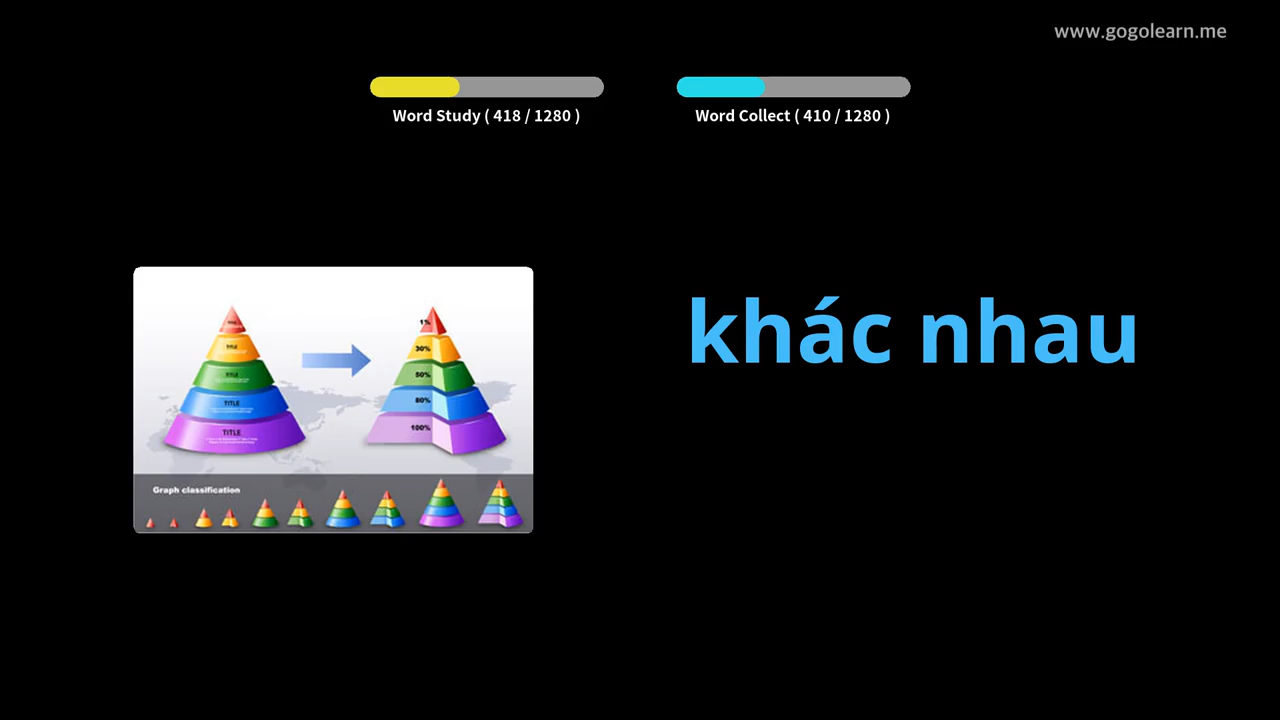 www.gogolearn.me
Word Study ( 418 / 1280 )
Word Collect ( 410 / 1280 )
khác nhau
TITLE
TITLE
TITLE
TITLE
1%
30%
50%
80%
100%
Graph classification